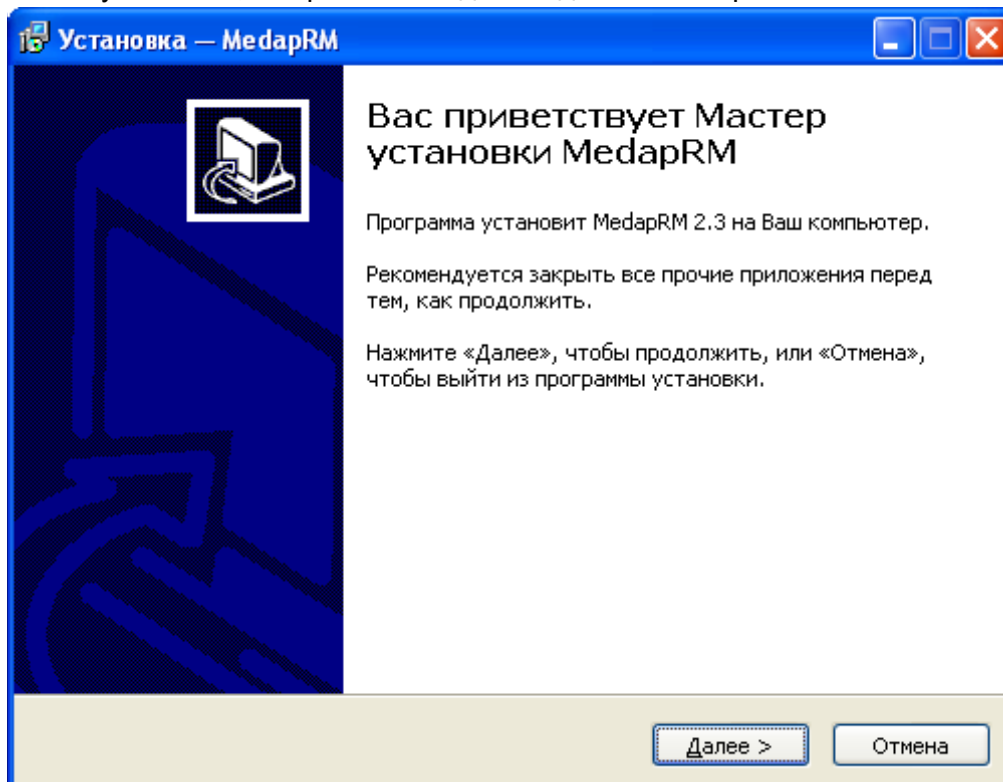 Установка — MedapRM
Вас приветствует Мастер
установки MedapRM
Программа установит MedapRM 2.3 на Ваш компьютер.
Рекомендуется закрыть все прочие приложения перед
тем, как продолжить.
Нажмите «Далее», чтобы продолжить, или «Отмена»,
чтобы выйти из программы установки.
Далее >
Отмена